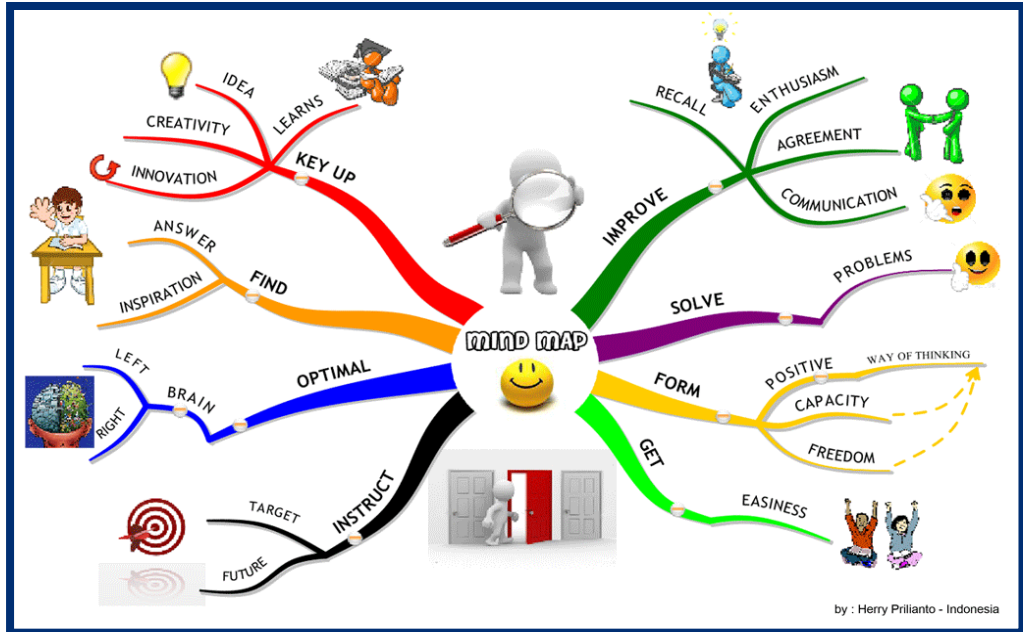 MIND MAP
KEY UP
IDEA
LEARNS
CREATIVITY
INNOVATION
FIND
ANSWER
INSPIRATION
OPTIMAL
BRAIN
LEFT
RIGHT
INSTRUCT
TARGET
FUTURE
IMPROVE
RECALL
ENTHUSIASM
AGREEMENT
COMMUNICATION
SOLVE
PROBLEMS
FORM
POSITIVE
WAY OF THINKING
CAPACITY
FREEDOM
GET
EASINESS
by : Herry Prilianto - Indonesia